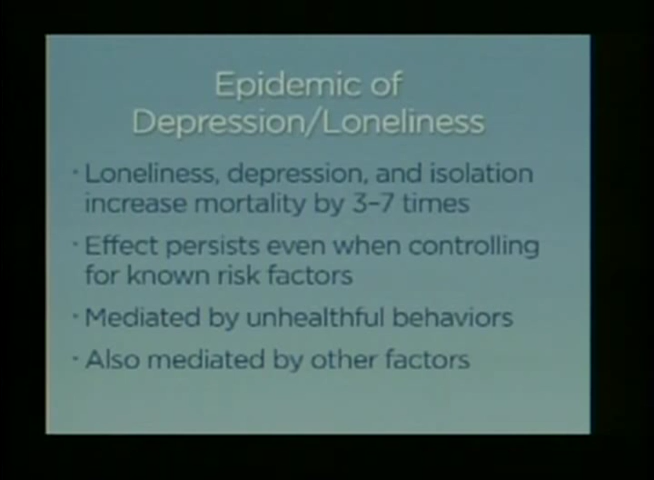 Epidemic of
Depression/Loneliness
· Loneliness, depression, and isolation
increase mortality by 3–7 times
· Effect persists even when controlling
for known risk factors
· Mediated by unhealthful behaviors
· Also mediated by other factors